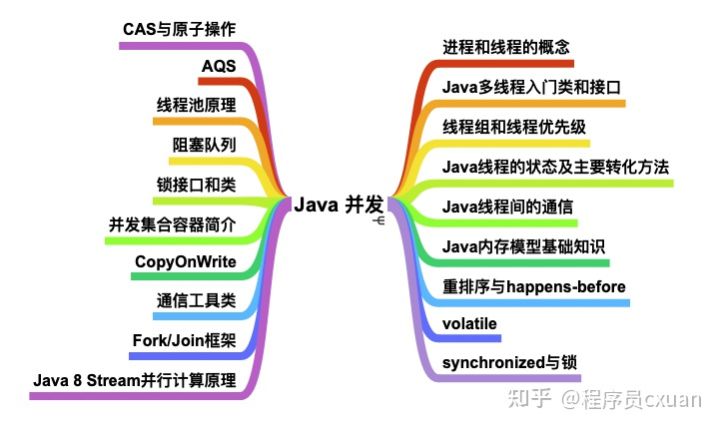 Java 并发
进程和线程的概念
Java多线程入门类和接口
线程组和线程优先级
Java线程的状态及主要转化方法
Java线程间的通信
Java内存模型基础知识
重排序与happens-before
volatile
synchronized与锁
CAS与原子操作
AQS
线程池原理
阻塞队列
锁接口和类
并发集合容器简介
CopyOnWrite
通信工具类
Fork/Join框架
Java 8 Stream并行计算原理
知乎 @程序员cxuan